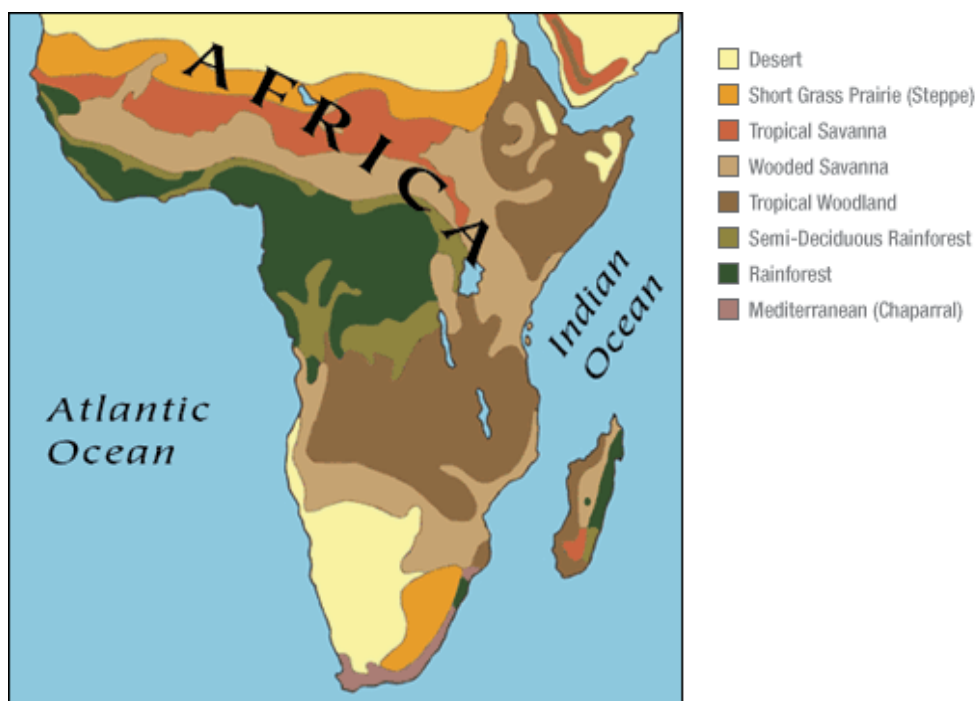 AFRICA
Atlantic
Ocean
Indian
Ocean
Desert
Short Grass Prairie (Steppe)
Tropical Savanna
Wooded Savanna
Tropical Woodland
Semi-Deciduous Rainforest
Rainforest
Mediterranean (Chaparral)